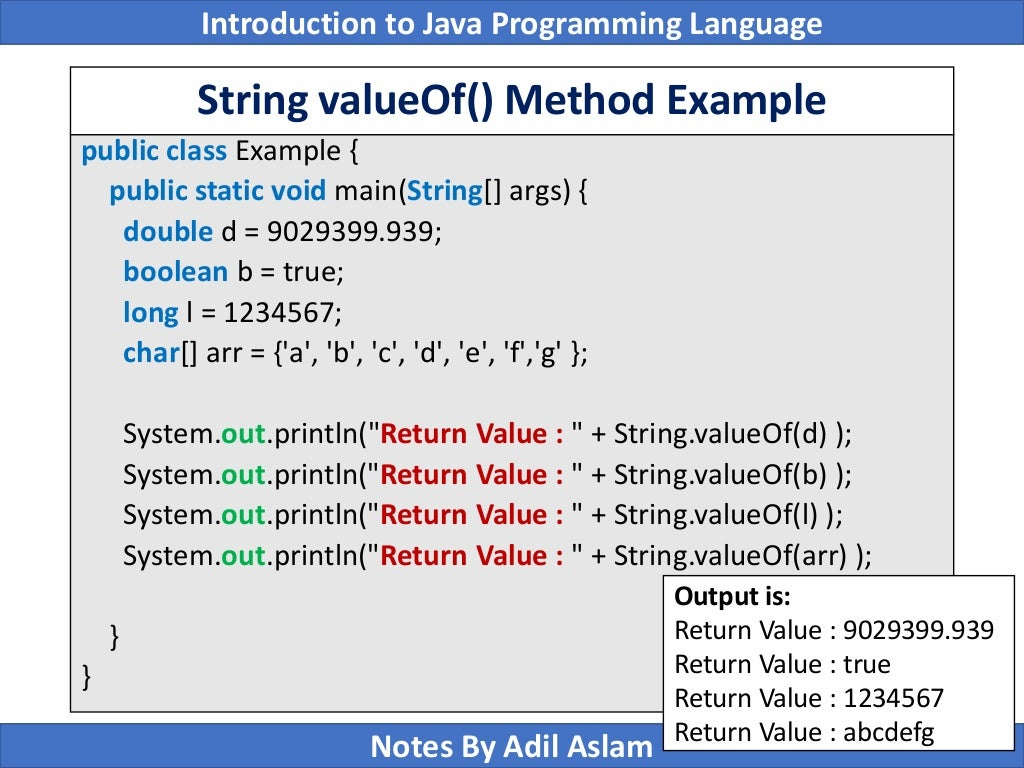 Introduction to Java Programming Language
String valueOf() Method Example
public class Example {
public static void main(String[] args) {
double d = 9029399.939;
boolean b = true;
long l = 1234567;
char[] arr = {'a', 'b', 'c', 'd', 'e', 'f','g' };
System.out.println("Return Value : " + String.valueOf(d) );
System.out.println("Return Value : " + String.valueOf(b) );
System.out.println("Return Value : " + String.valueOf(l) );
System.out.println("Return Value : " + String.valueOf(arr) );
}
}
Output is:
Return Value : 9029399.939
Return Value : true
Return Value : 1234567
Return Value : abcdefg
Notes By Adil Aslam